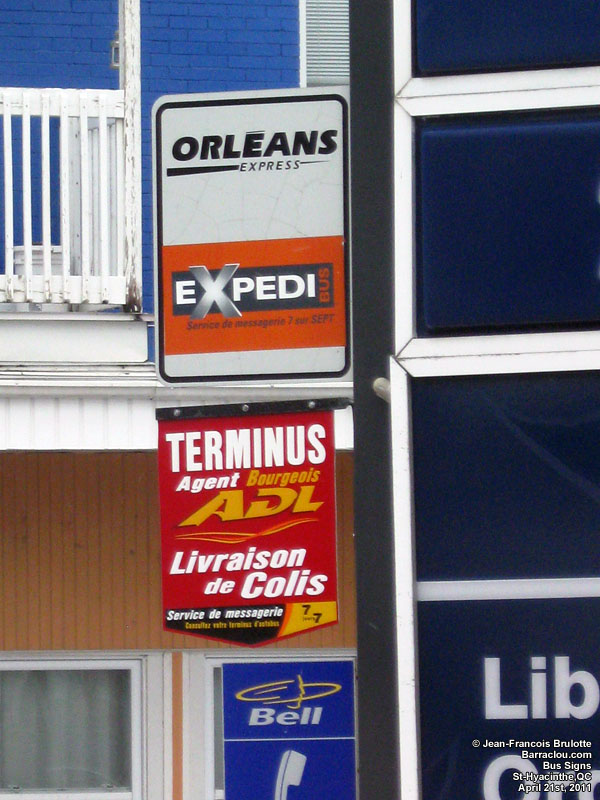 ORLÉANS
EXPRESS
EXPEDI BUS
Service de messagerie 7 sur SEPT
TERMINUS
Agent Bourgeois
ADL
Livraison
de Colis
Service de messagerie
Consultez votre terminus d'autobus
7 jours 7
Bell
Lib
© Jean-Francois Brulotte
Barraclou.com
Bus Signs
St-Hyacinthe,QC
April 21st, 2011